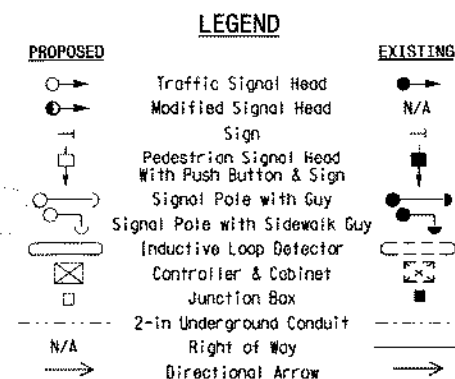 LEGEND
PROPOSED EXISTING
Traffic Signal Head
Modified Signal Head N/A
Sign
Pedestrian Signal Head
With Push Button & Sign
Signal Pole with Guy
Signal Pole with Sidewalk Guy
Inductive Loop Detector
Controller & Cabinet
Junction Box
2-in Underground Conduit
N/A Right of Way
Directional Arrow